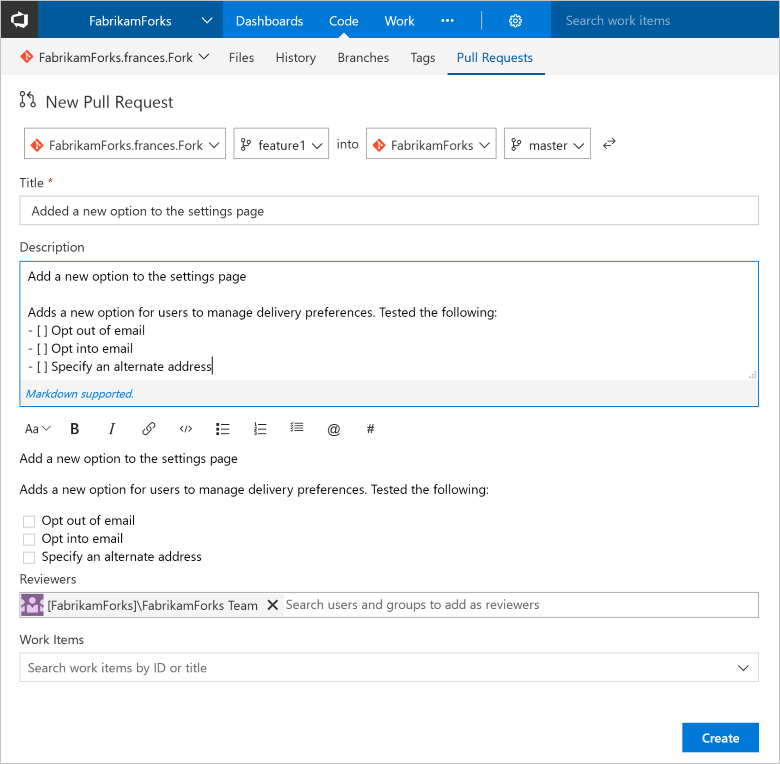 FabrikamForks Dashboards Code Work ... Search work items
FabrikamForks.frances.Fork Files History Branches Tags Pull Requests
New Pull Request
FabrikamForks.frances.Fork feature1 into FabrikamForks master
Title *
Added a new option to the settings page
Description
Add a new option to the settings page
Adds a new option for users to manage delivery preferences. Tested the following:
- [ ] Opt out of email
- [ ] Opt into email
- [ ] Specify an alternate address
Markdown supported.
Aa B I </> @ #
Add a new option to the settings page
Adds a new option for users to manage delivery preferences. Tested the following:
Opt out of email
Opt into email
Specify an alternate address
Reviewers
[FabrikamForks]\FabrikamForks Team Search users and groups to add as reviewers
Work Items
Search work items by ID or title
Create